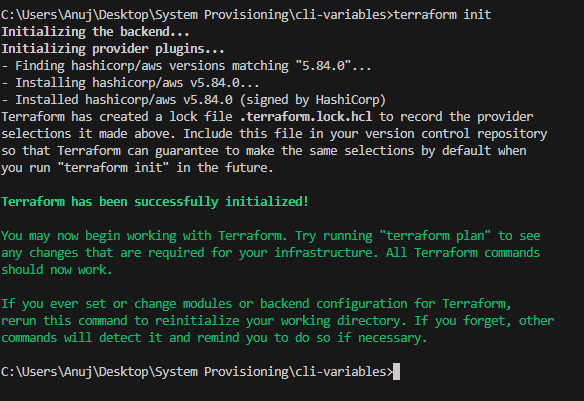 C:\Users\Anuj\Desktop\System Provisioning\cli-variables>terraform init
Initializing the backend...
Initializing provider plugins...
- Finding hashicorp/aws versions matching "5.84.0"...
- Installing hashicorp/aws v5.84.0...
- Installed hashicorp/aws v5.84.0 (signed by HashiCorp)
Terraform has created a lock file .terraform.lock.hcl to record the provider
selections it made above. Include this file in your version control repository
so that Terraform can guarantee to make the same selections by default when
you run "terraform init" in the future.
Terraform has been successfully initialized!
You may now begin working with Terraform. Try running "terraform plan" to see
any changes that are required for your infrastructure. All Terraform commands
should now work.
If you ever set or change modules or backend configuration for Terraform,
rerun this command to reinitialize your working directory. If you forget, other
commands will detect it and remind you to do so if necessary.
C:\Users\Anuj\Desktop\System Provisioning\cli-variables>